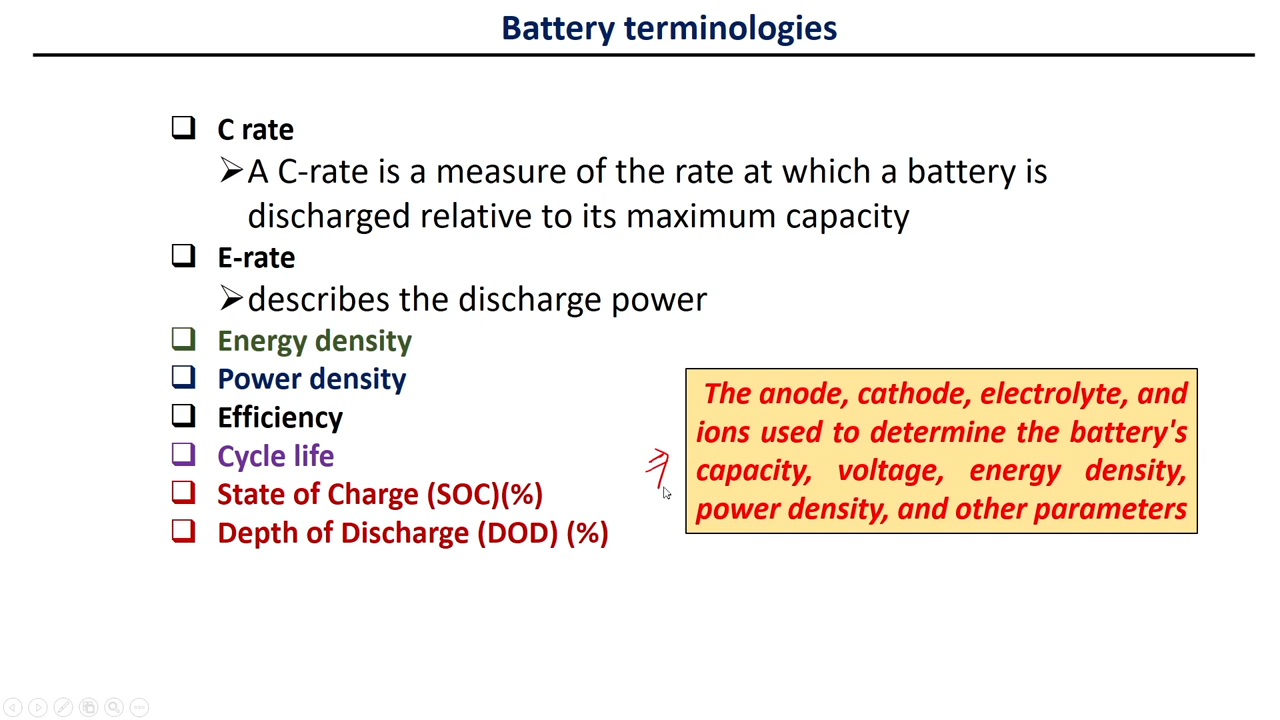 Battery terminologies
C rate
A C-rate is a measure of the rate at which a battery is
discharged relative to its maximum capacity
E-rate
describes the discharge power
Energy density
Power density
Efficiency
Cycle life
State of Charge (SOC)(%)
Depth of Discharge (DOD) (%)
The anode, cathode, electrolyte, and
ions used to determine the battery's
capacity, voltage, energy density,
power density, and other parameters